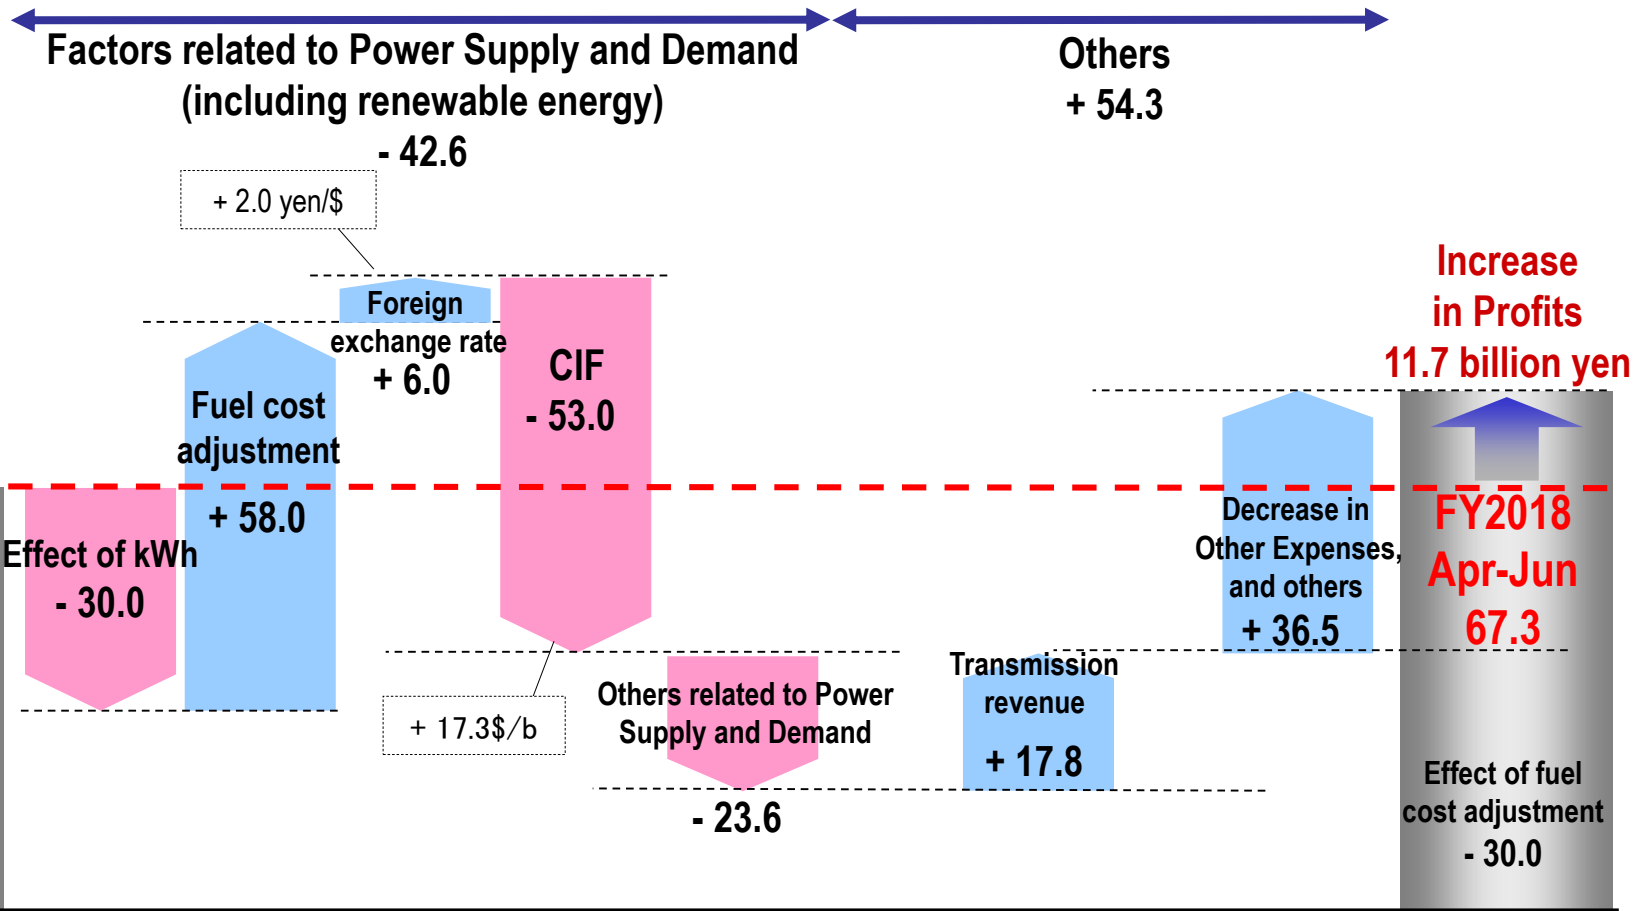 Factors related to Power Supply and Demand
(including renewable energy)
- 42.6
Others
+ 54.3
+ 2.0 yen/$
Increase
in Profits
11.7 billion yen
Foreign
exchange rate
+ 6.0
CIF
- 53.0
Fuel cost
adjustment
+ 58.0
Effect of kWh
- 30.0
+ 17.3$/b
Others related to Power
Supply and Demand
- 23.6
Transmission
revenue
+ 17.8
Decrease in
Other Expenses,
and others
+ 36.5
FY2018
Apr-Jun
67.3
Effect of fuel
cost adjustment
- 30.0